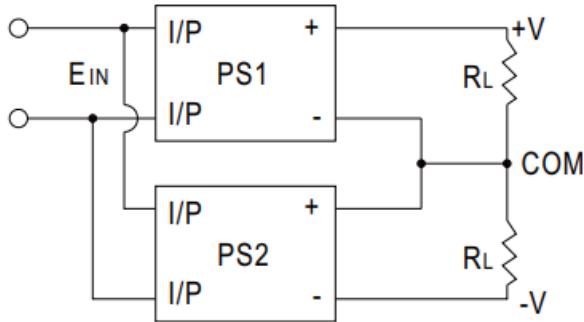 I/P + +V
EIN PS1 RL
I/P -
COM
I/P +
PS2 RL
I/P - -V